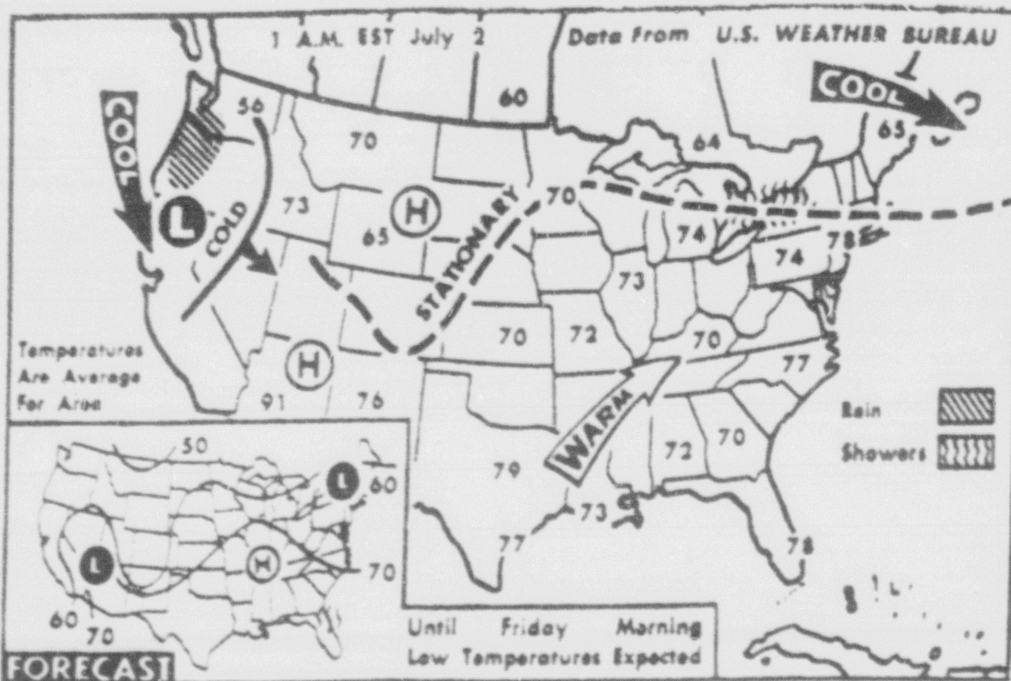 1 A.M. EST July 2
Data From U.S. WEATHER BUREAU
COOL
COOL
56
60
70
64
65
73
H
L
COLD
65
STATIONARY
70
74
78
74
73
H
70
72
70
77
Temperatures
Are Average
For Area
91
76
WARM
79
72
70
73
77
78
Rain
Showers
50
L
60
L
H
70
60
70
FORECAST
Until Friday Morning
Low Temperatures Expected